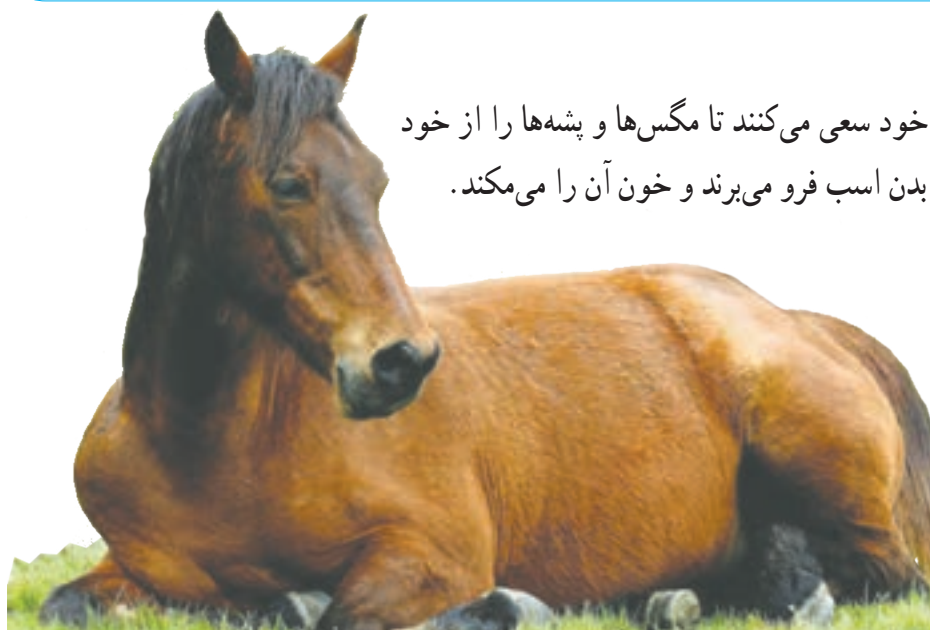 خود سعی می‌کنند تا مگس‌ها و پشه‌ها را از خود
بدن اسب فرو می‌برند و خون آن را می‌مکند.